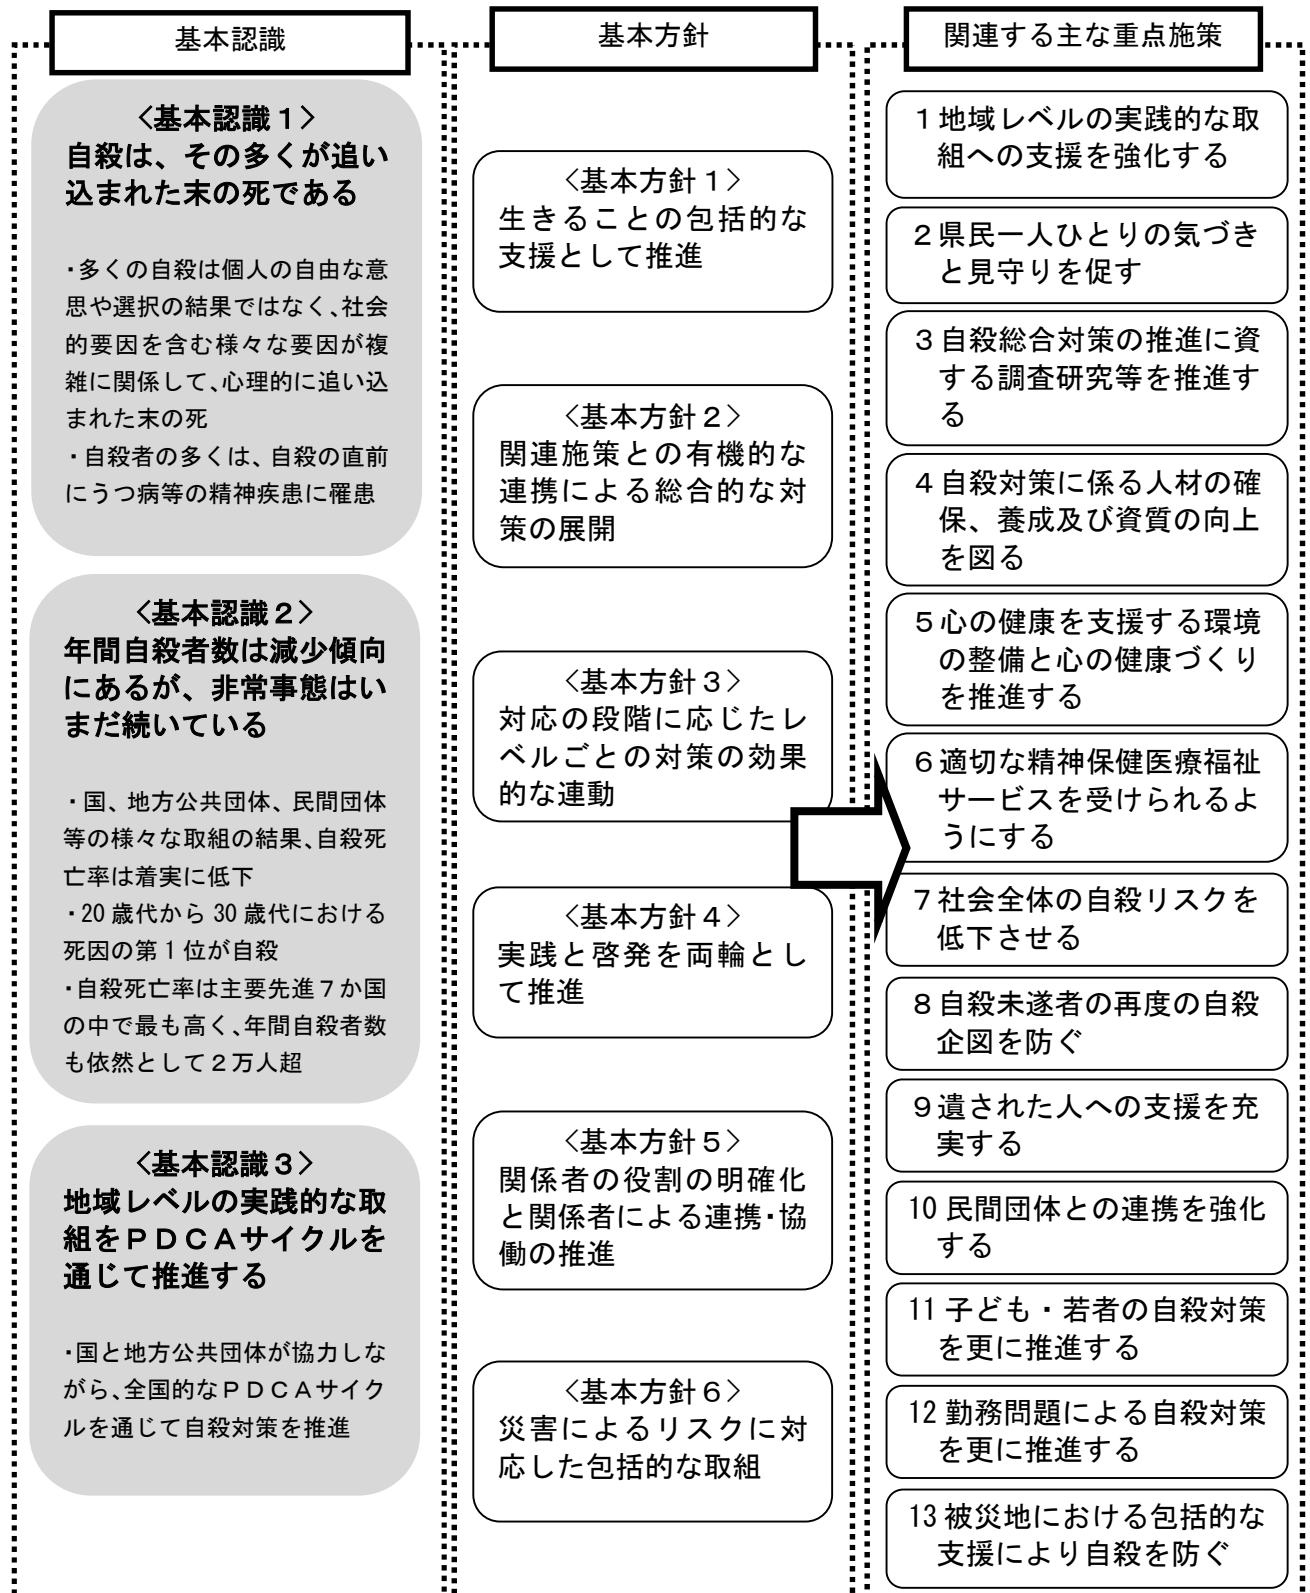 基本認識
<基本認識1>
自殺は、その多くが追い
込まれた末の死である
・多くの自殺は個人の自由な意
思や選択の結果ではなく、社会
的要因を含む様々な要因が複
雑に関係して、心理的に追い込
まれた末の死
・自殺者の多くは、自殺の直前
にうつ病等の精神疾患に罹患
<基本認識2>
年間自殺者数は減少傾向
にあるが、非常事態はい
まだ続いている
・国、地方公共団体、民間団体
等の様々な取組の結果、自殺死
亡率は着実に低下
・20歳代から30歳代における
死因の第1位が自殺
・自殺死亡率は主要先進7か国
の中で最も高く、年間自殺者数
も依然として2万人超
<基本認識3>
地域レベルの実践的な取
組をPDCAサイクルを
通じて推進する
・国と地方公共団体が協力しな
がら、全国的なPDCAサイク
ルを通じて自殺対策を推進
基本方針
<基本方針1>
生きることの包括的な
支援として推進
<基本方針2>
関連施策との有機的な
連携による総合的な対
策の展開
<基本方針3>
対応の段階に応じたレ
ベルごとの対策の効果
的な連動
<基本方針4>
実践と啓発を両輪とし
て推進
<基本方針5>
関係者の役割の明確化
と関係者による連携・協
働の推進
<基本方針6>
災害によるリスクに対
応した包括的な取組
関連する主な重点施策
1地域レベルの実践的な取
組への支援を強化する
2県民一人ひとりの気づき
と見守りを促す
3自殺総合対策の推進に資
する調査研究等を推進す
る
4自殺対策に係る人材の確
保、養成及び資質の向上
を図る
5心の健康を支援する環境
の整備と心の健康づくり
を推進する
6適切な精神保健医療福祉
サービスを受けられるよ
うにする
7社会全体の自殺リスクを
低下させる
8自殺未遂者の再度の自殺
企図を防ぐ
9遺された人への支援を充
実する
10民間団体との連携を強化
する
11子ども・若者の自殺対策
を更に推進する
12勤務問題による自殺対策
を更に推進する
13被災地における包括的な
支援により自殺を防ぐ